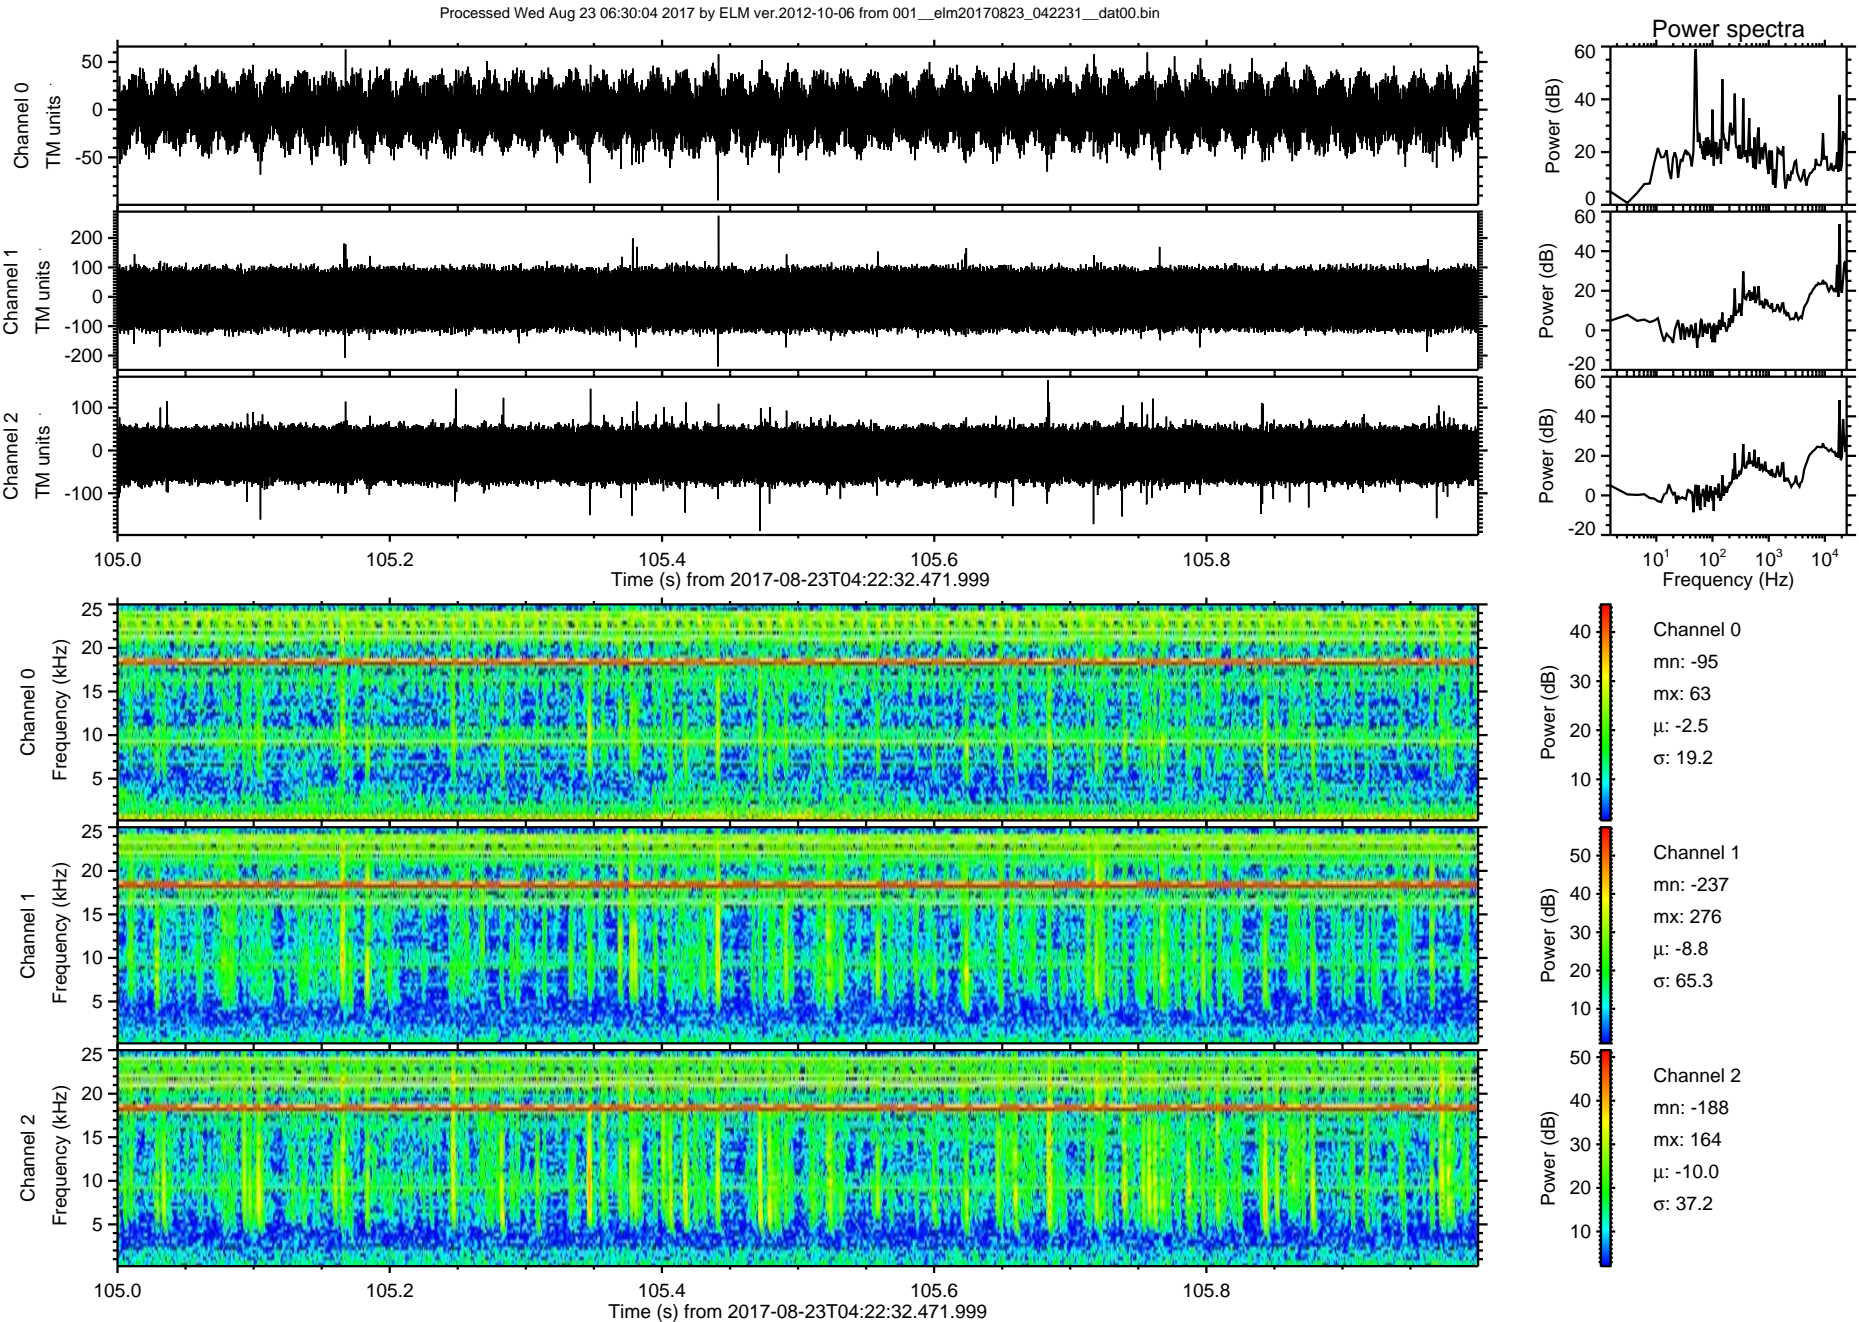 Processed Wed Aug 23 06:30:04 2017 by ELM ver.2012-10-06 from 001__elm20170823_042231__dat00.bin
Power spectra
Channel 0
TM units
50
0
-50
Power (dB)
60
40
20
0
Channel 1
TM units
200
100
0
-100
-200
Power (dB)
60
40
20
0
-20
Channel 2
TM units
100
0
-100
Power (dB)
60
40
20
0
-20
105.0 105.2 105.4 105.6 105.8
Time (s) from 2017-08-23T04:22:32.471.999
10^1 10^2 10^3 10^4
Frequency (Hz)
Channel 0
Frequency (kHz)
25
20
15
10
5
Power (dB)
40
30
20
10
Channel 0
mn: -95
mx: 63
μ: -2.5
σ: 19.2
Channel 1
Frequency (kHz)
25
20
15
10
5
Power (dB)
50
40
30
20
10
Channel 1
mn: -237
mx: 276
μ: -8.8
σ: 65.3
Channel 2
Frequency (kHz)
25
20
15
10
5
Power (dB)
50
40
30
20
10
Channel 2
mn: -188
mx: 164
μ: -10.0
σ: 37.2
105.0 105.2 105.4 105.6 105.8
Time (s) from 2017-08-23T04:22:32.471.999